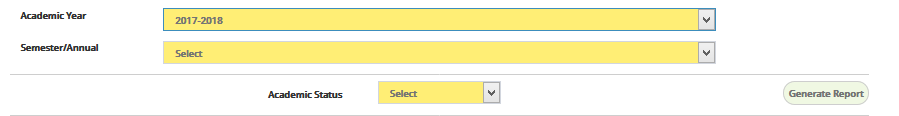 Academic Year 2017-2018
Semester/Annual Select
Academic Status Select Generate Report